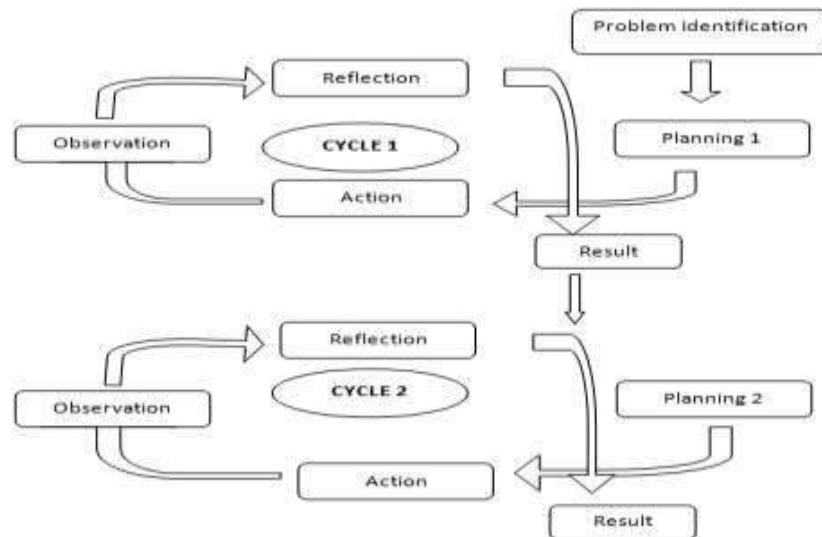 Problem identification
Reflection
Observation
CYCLE 1
Planning 1
Action
Result
Reflection
CYCLE 2
Observation
Planning 2
Action
Result